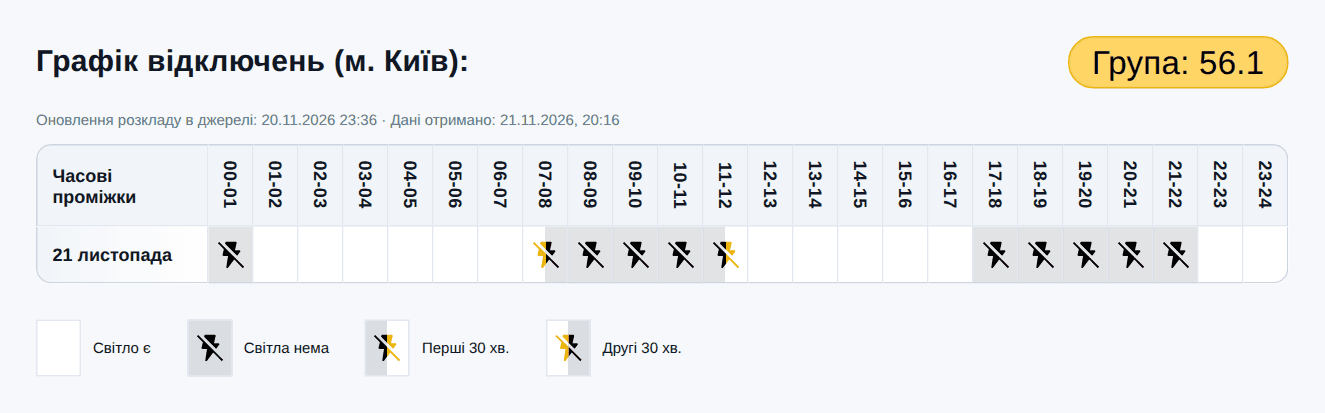 Графік відключень (м. Київ):
Група: 56.1
Оновлення розкладу в джерелі: 20.11.2026 23:36 · Дані отримано: 21.11.2026, 20:16
Часові
проміжки
00-01
01-02
02-03
03-04
04-05
05-06
06-07
07-08
08-09
09-10
10-11
11-12
12-13
13-14
14-15
15-16
16-17
17-18
18-19
19-20
20-21
21-22
22-23
23-24
21 листопада
Світло є
Світла нема
Перші 30 хв.
Другі 30 хв.